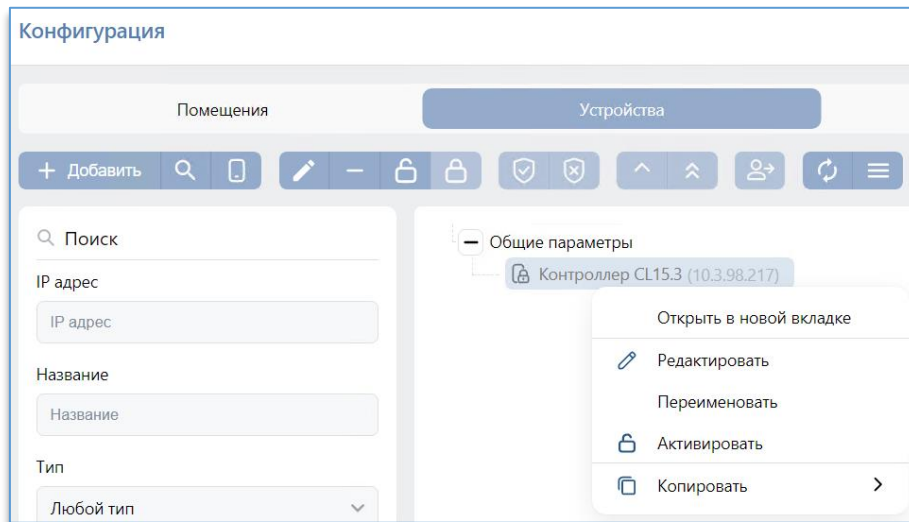 Конфигурация
Помещения
Устройства
Добавить
Поиск
IP адрес
IP адрес
Название
Название
Тип
Любой тип
Общие параметры
Контроллер CL15.3 (10.3.98.217)
Открыть в новой вкладке
Редактировать
Переименовать
Активировать
Копировать